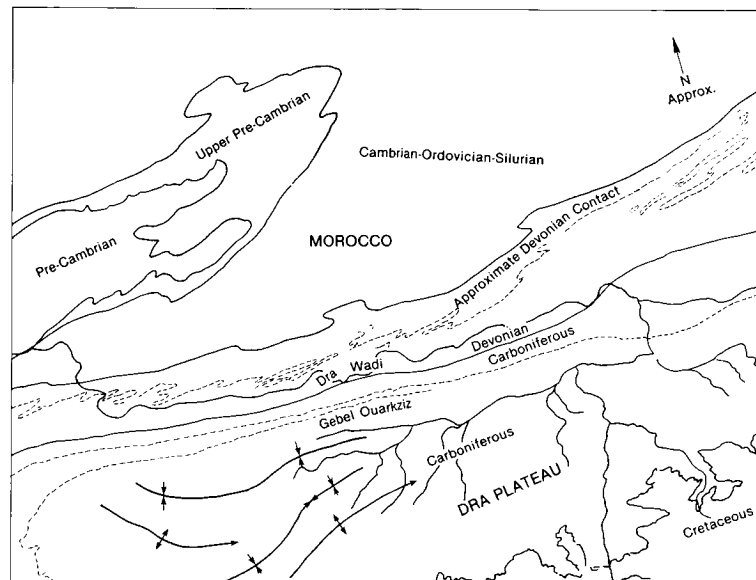 N
Approx.
Upper Pre-Cambrian
Cambrian-Ordovician-Silurian
Pre-Cambrian
MOROCCO
Approximate Devonian Contact
Dra Wadi
Devonian
Carboniferous
Gebel Ouarkziz
Carboniferous
DRA PLATEAU
Cretaceous